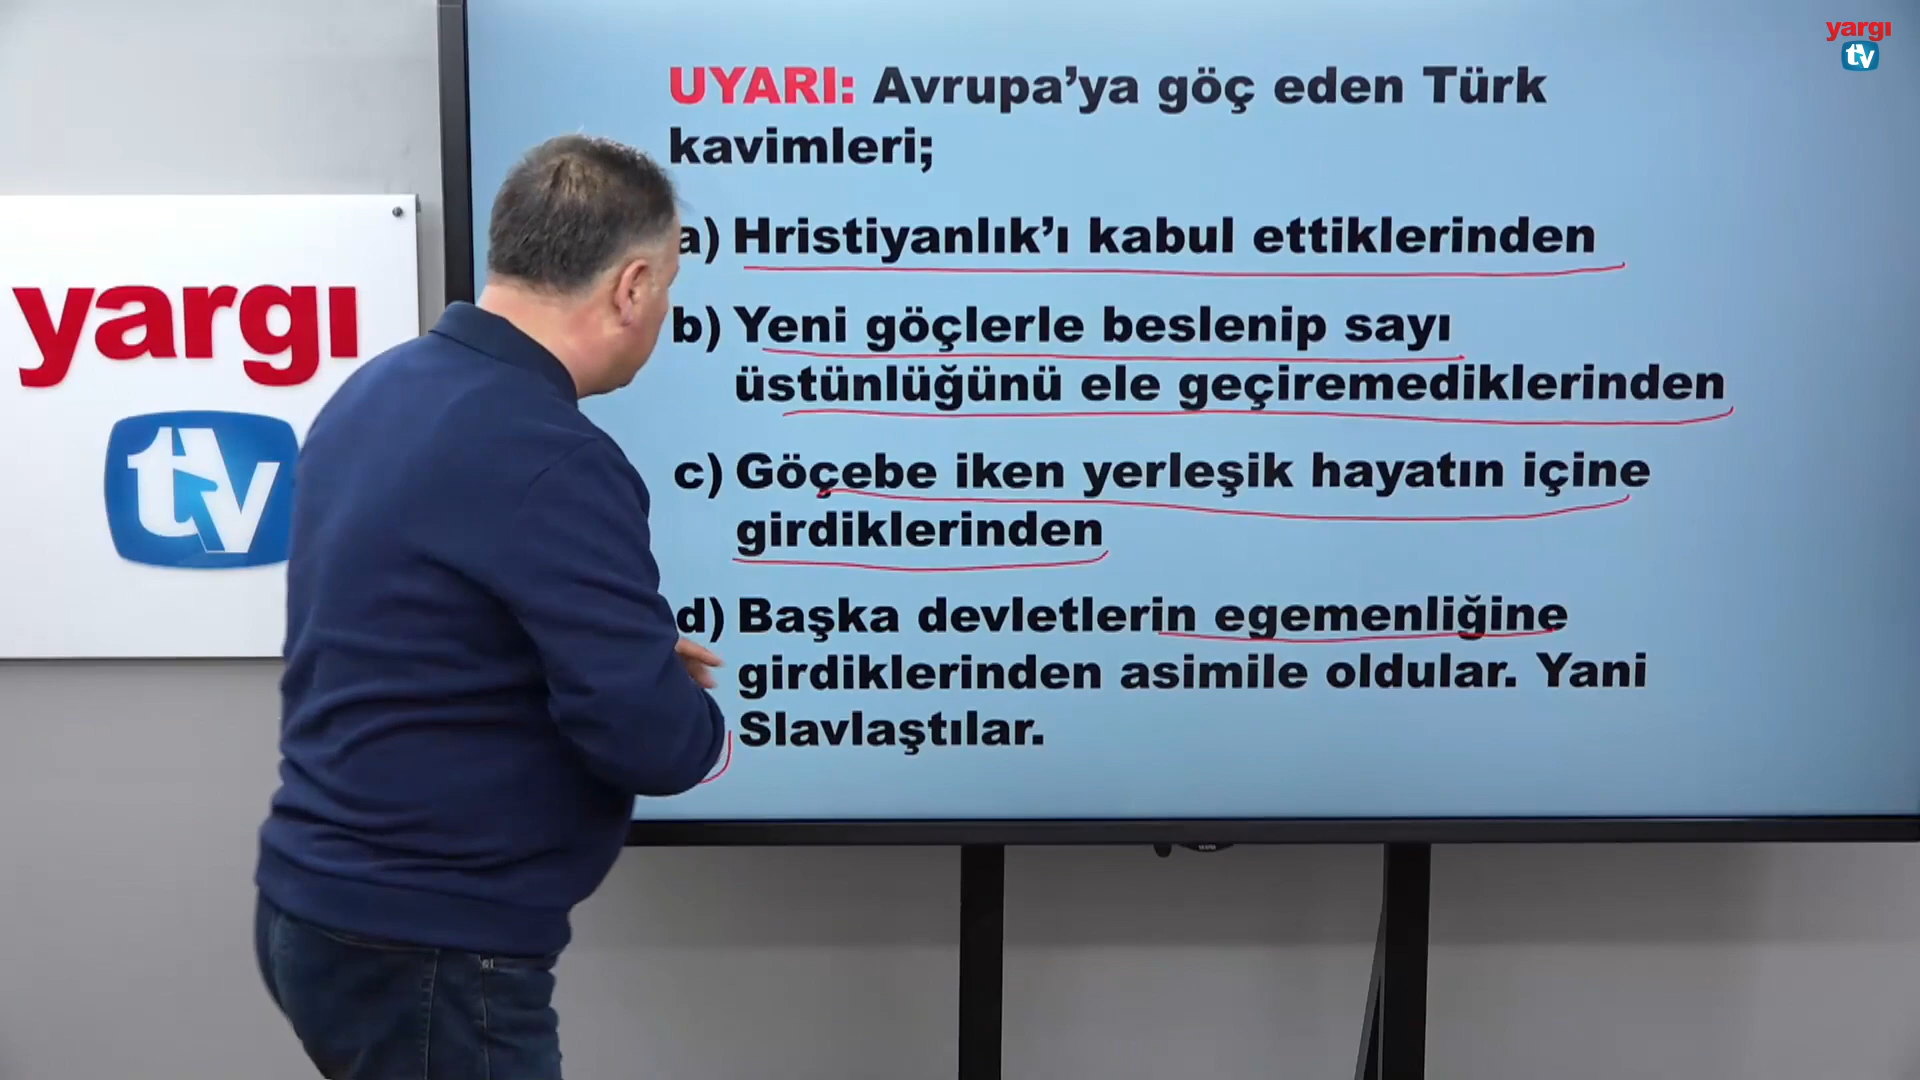 yargı
tv
UYARI: Avrupa’ya göç eden Türk
kavimleri;
a) Hristiyanlık’ı kabul ettiklerinden
b) Yeni göçlerle beslenip sayı
üstünlüğünü ele geçiremediklerinden
c) Göçebe iken yerleşik hayatın içine
girdiklerinden
d) Başka devletlerin egemenliğine
girdiklerinden asimile oldular. Yani
Slavlaştılar.
yargı
tv